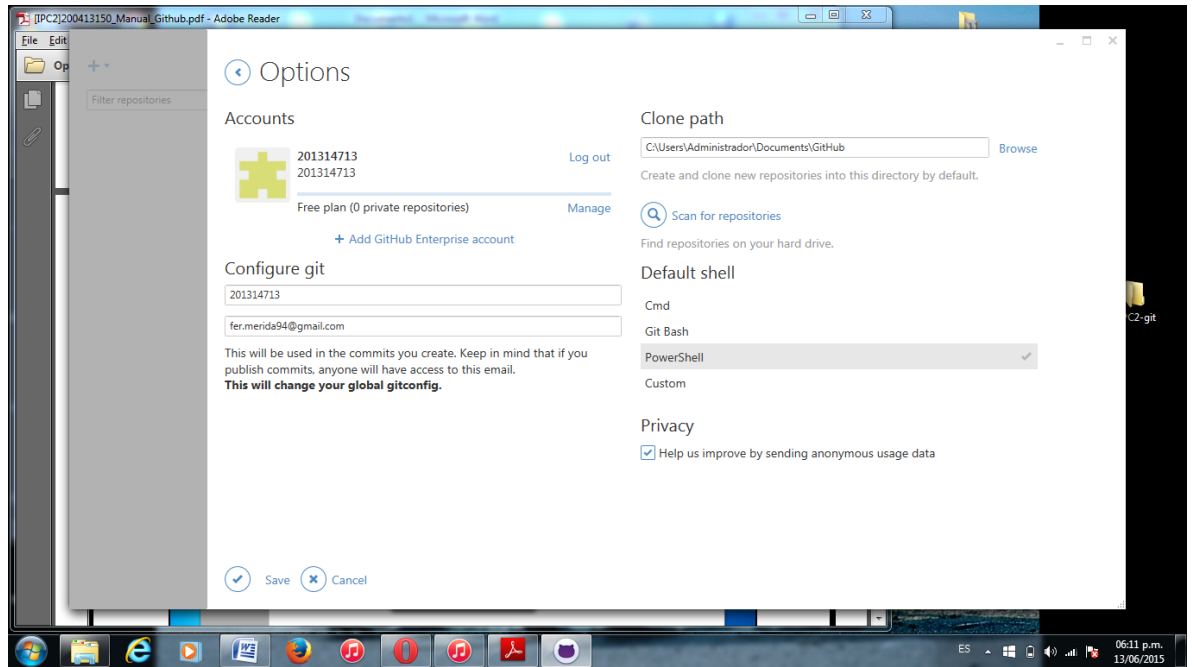 [IPC2]200413150_Manual_Github.pdf - Adobe Reader
File Edit
Op
Filter repositories
Options
Accounts
201314713
201314713
Log out
Free plan (0 private repositories)
Manage
+ Add GitHub Enterprise account
Configure git
201314713
fer.merida94@gmail.com
This will be used in the commits you create. Keep in mind that if you
publish commits, anyone will have access to this email.
This will change your global gitconfig.
Clone path
C:\Users\Administrador\Documents\GitHub
Browse
Create and clone new repositories into this directory by default.
Scan for repositories
Find repositories on your hard drive.
Default shell
Cmd
Git Bash
PowerShell
Custom
Privacy
Help us improve by sending anonymous usage data
Save
Cancel
C2-git
ES
06:11 p.m.
13/06/2015